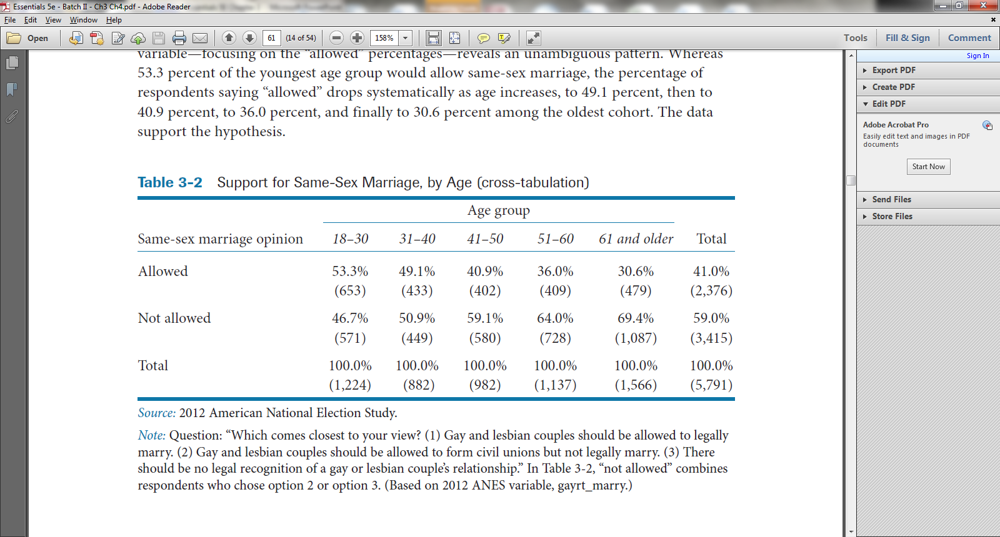 Essentials 5e - Batch II - Ch3 Ch4.pdf - Adobe Reader
File Edit View Window Help
Open 61 (14 of 54) 158% Tools Fill & Sign Comment
Sign In
Export PDF
Create PDF
Edit PDF
Adobe Acrobat Pro
Easily edit text and images in PDF
documents
Start Now
Send Files
Store Files
variable—focusing on the “allowed” percentages—reveals an unambiguous pattern. Whereas
53.3 percent of the youngest age group would allow same-sex marriage, the percentage of
respondents saying “allowed” drops systematically as age increases, to 49.1 percent, then to
40.9 percent, to 36.0 percent, and finally to 30.6 percent among the oldest cohort. The data
support the hypothesis.
Table 3-2 Support for Same-Sex Marriage, by Age (cross-tabulation)
Age group
Same-sex marriage opinion 18–30 31–40 41–50 51–60 61 and older Total
Allowed 53.3% 49.1% 40.9% 36.0% 30.6% 41.0%
(653) (433) (402) (409) (479) (2,376)
Not allowed 46.7% 50.9% 59.1% 64.0% 69.4% 59.0%
(571) (449) (580) (728) (1,087) (3,415)
Total 100.0% 100.0% 100.0% 100.0% 100.0% 100.0%
(1,224) (882) (982) (1,137) (1,566) (5,791)
Source: 2012 American National Election Study.
Note: Question: “Which comes closest to your view? (1) Gay and lesbian couples should be allowed to legally
marry. (2) Gay and lesbian couples should be allowed to form civil unions but not legally marry. (3) There
should be no legal recognition of a gay or lesbian couple’s relationship.” In Table 3-2, “not allowed” combines
respondents who chose option 2 or option 3. (Based on 2012 ANES variable, gayrt_marry.)